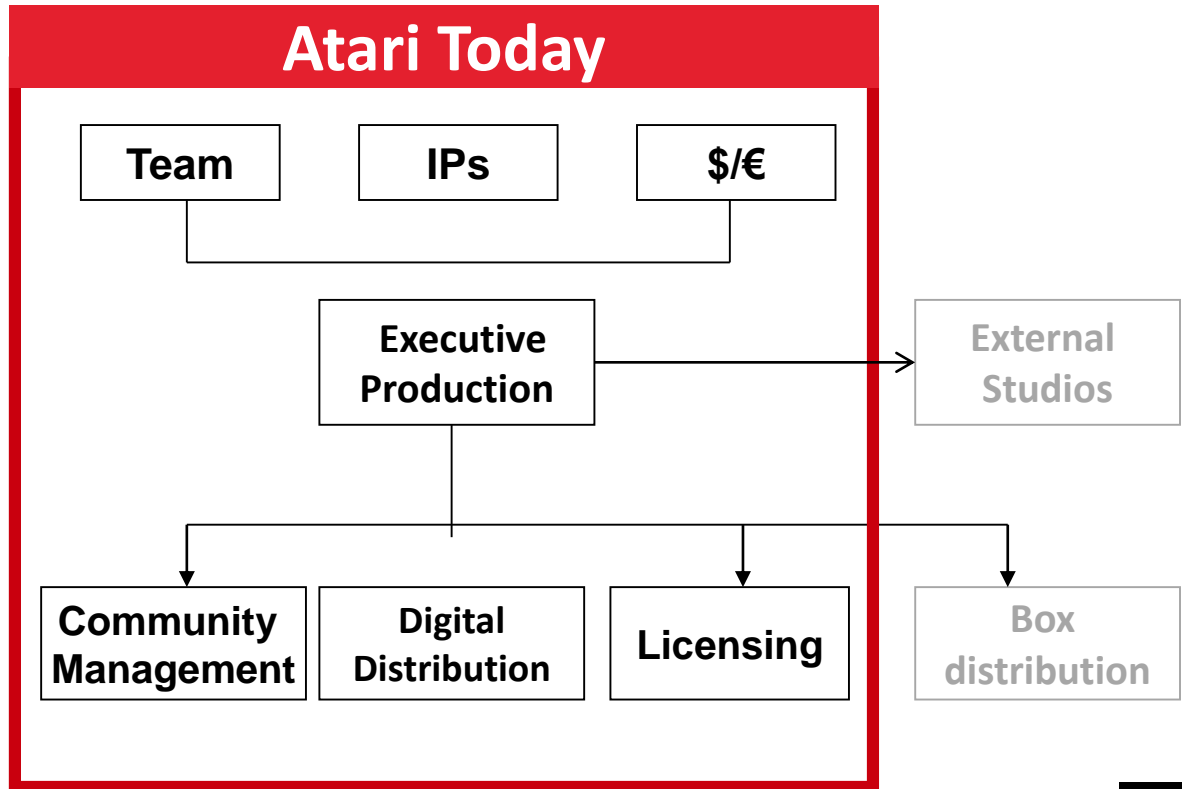 Atari Today
Team
IPs
$/€
Executive
Production
External
Studios
Community
Management
Digital
Distribution
Licensing
Box
distribution